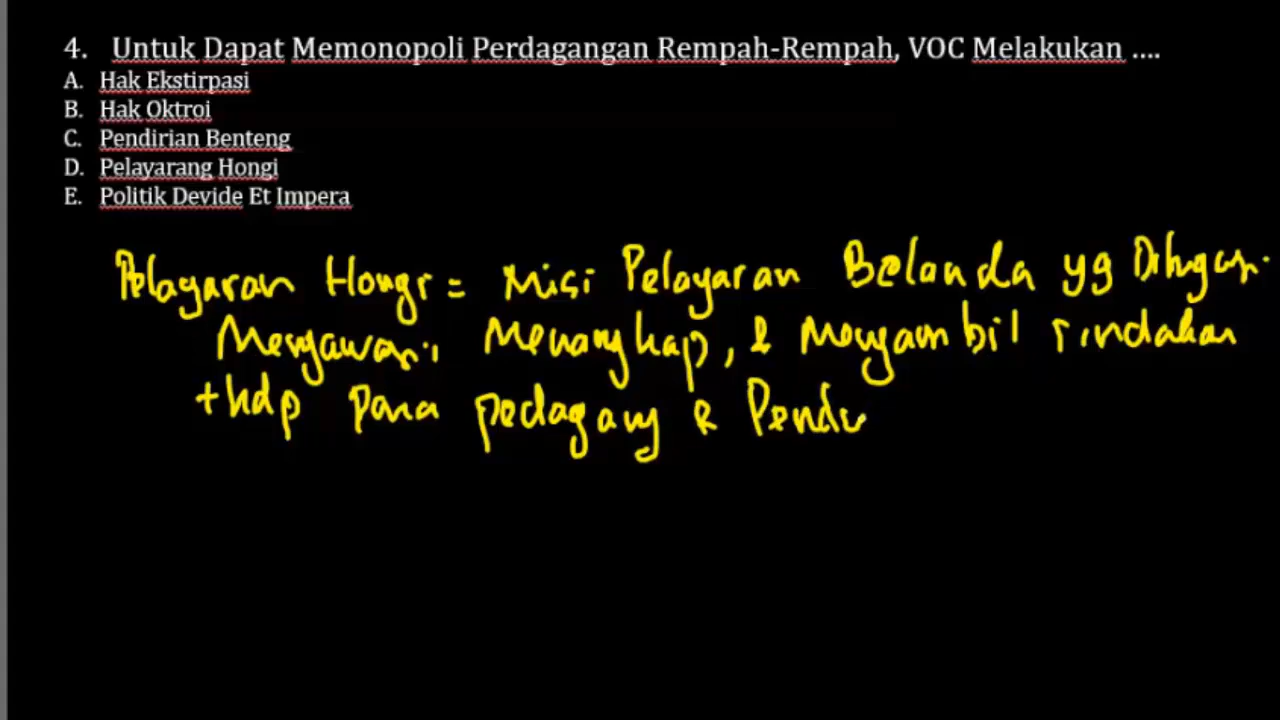 4. Untuk Dapat Memonopoli Perdagangan Rempah-Rempah, VOC Melakukan ....
A. Hak Ekstirpasi
B. Hak Oktroi
C. Pendirian Benteng
D. Pelayarang Hongi
E. Politik Devide Et Impera
Pelayaran Hongi = Misi Pelayaran Belanda yg
Mengawasi Menangkap, & Mengambil Tindakan
thdp para pedagang & Pendu